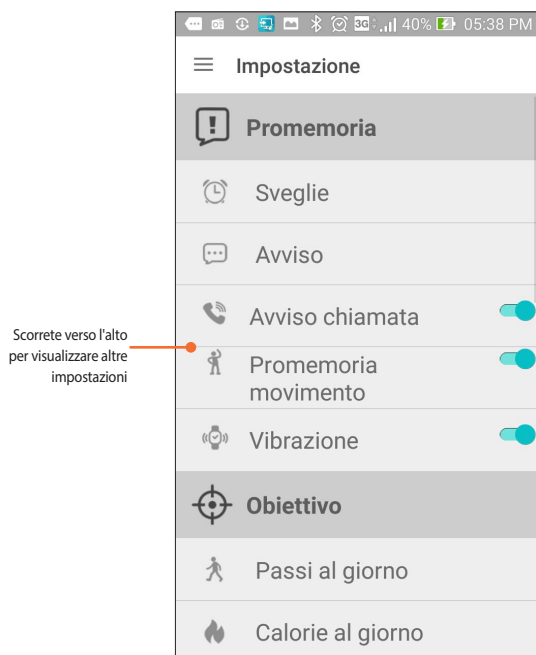 3G 40% 05:38 PM
Impostazione
Promemoria
Sveglie
Avviso
Avviso chiamata
Scorrete verso l'alto
per visualizzare altre
impostazioni
Promemoria
movimento
Vibrazione
Obiettivo
Passi al giorno
Calorie al giorno